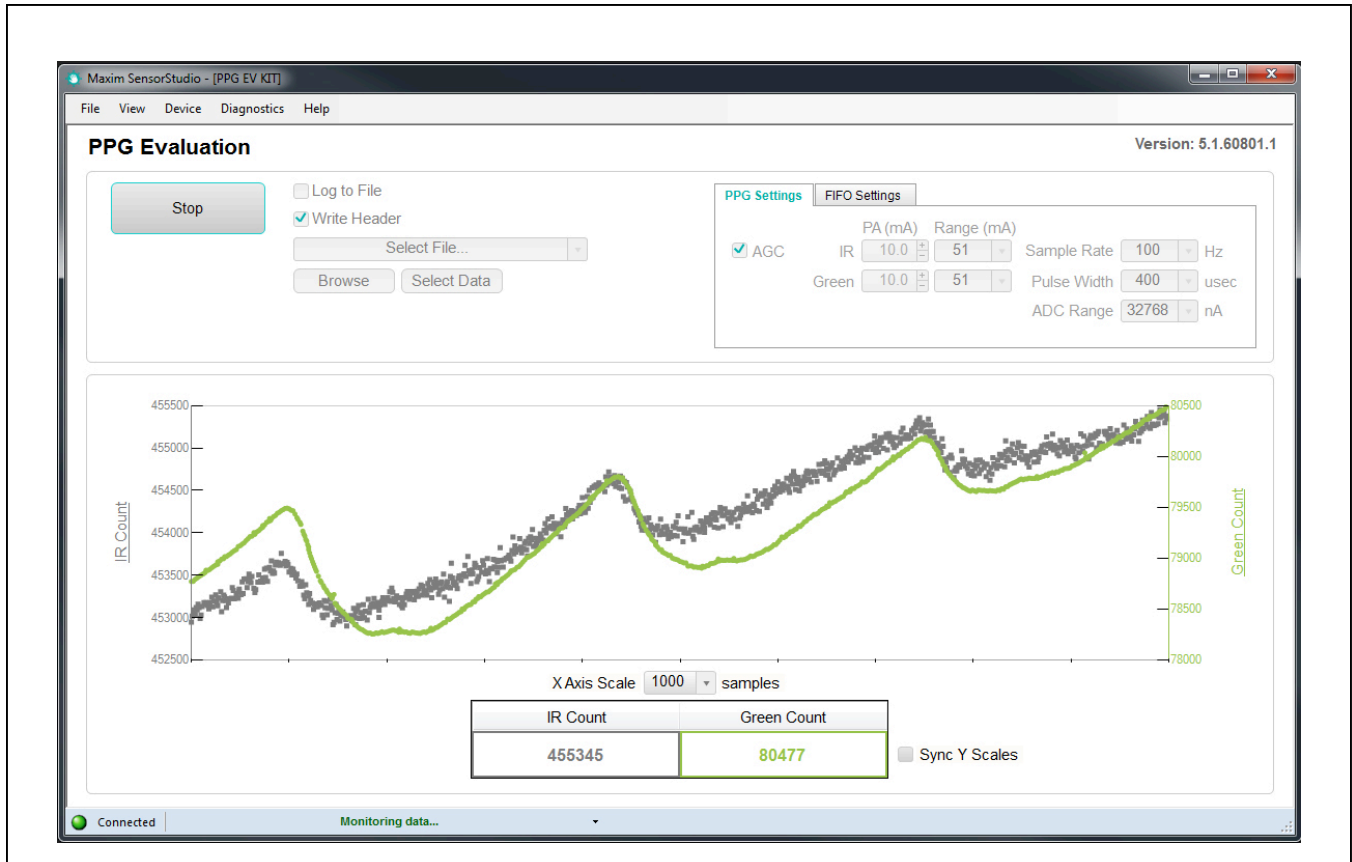 Maxim SensorStudio - [PPG EV KIT]
File View Device Diagnostics Help
PPG Evaluation
Version: 5.1.60801.1
Stop
Log to File
Write Header
Select File...
Browse Select Data
PPG Settings FIFO Settings
PA (mA) Range (mA)
AGC IR 10.0 51 Sample Rate 100 Hz
Green 10.0 51 Pulse Width 400 usec
ADC Range 32768 nA
455500
455000
454500
454000
453500
453000
452500
IR Count
80500
80000
79500
79000
78500
78000
Green Count
X Axis Scale 1000 samples
IR Count Green Count
455345 80477
Sync Y Scales
Connected Monitoring data...